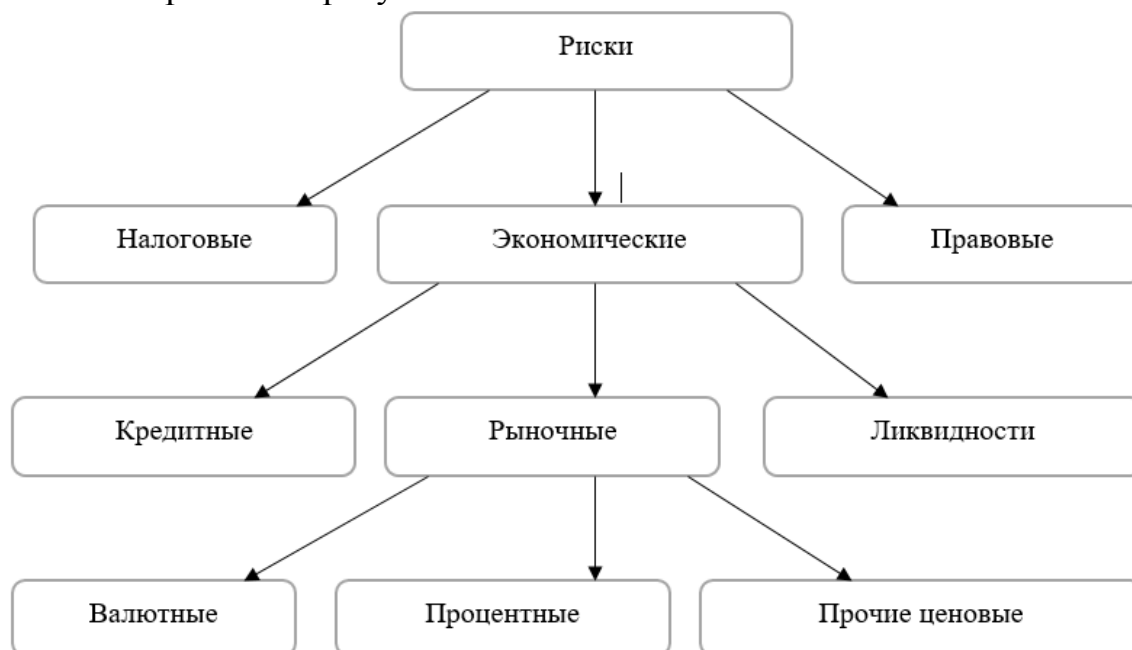 Риски
Налоговые Экономические Правовые
Кредитные Рыночные Ликвидности
Валютные Процентные Прочие ценовые